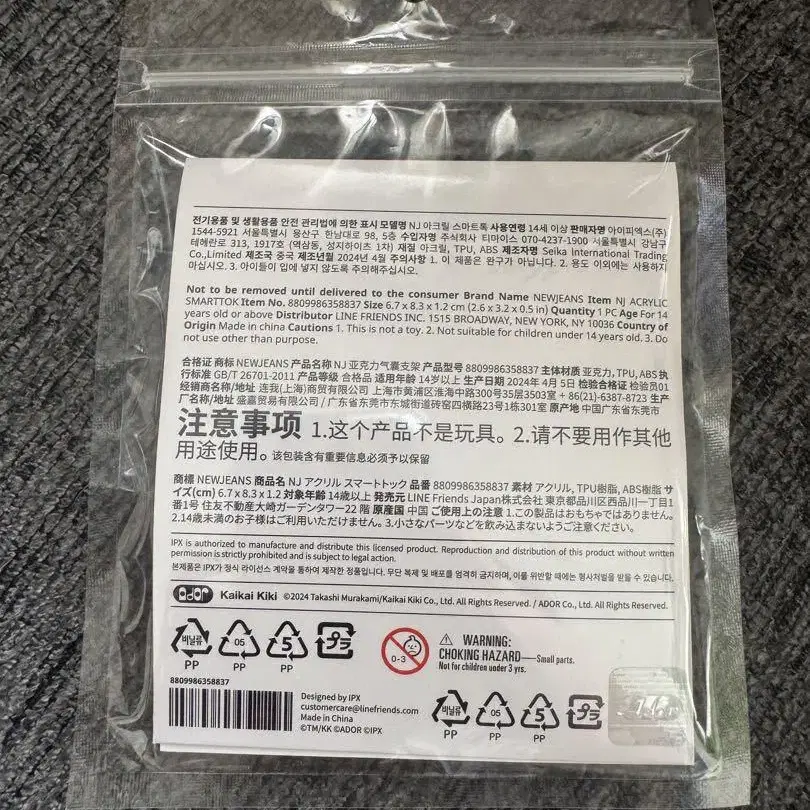 전기용품 및 생활용품 안전 관리법에 의한 표시 모델명 NJ 아크릴 스마트톡 사용연령 14세 이상 판매자명 아이피엑스(주)
1544-5921 서울특별시 용산구 한남대로 98, 5층 수입자명 주식회사 티마이스 070-4237-1900 서울특별시 강남구
테헤란로 313, 1917호 (역삼동, 성지하이츠 1차) 재질 아크릴, TPU, ABS 제조자명 Seika International Trading
Co.,Limited 제조국 중국 제조년월 2024년 4월 주의사항 1. 이 제품은 완구가 아닙니다. 2. 용도 이외에는 사용하지
마십시오. 3. 아이들이 입에 넣지 않도록 주의해주십시오.
Not to be removed until delivered to the consumer Brand Name NEWJEANS Item NJ ACRYLIC
SMARTTOK Item No. 8809986358837 Size 6.7 x 8.3 x 1.2 cm (2.6 x 3.2 x 0.5 in) Quantity 1 PC Age For 14
years old or above Distributor LINE FRIENDS INC. 1515 BROADWAY, NEW YORK, NY 10036 Country of
Origin Made in china Cautions 1. This is not a toy. 2. Not suitable for children under 14 years old. 3. Do
not use other than purpose.
合格证 商标 NEWJEANS 产品名称 NJ 亚克力气囊支架 产品型号 8809986358837 主体材质 亚克力, TPU, ABS 执
行标准 GB/T 26701-2011 产品等级 合格品 适用年龄 14岁以上 生产日期 2024年 4月 5日 检验合格证 检验员01
经销商名称/地址 连我(上海)商贸有限公司 上海市黄浦区淮海中路300号35层3503室 + 86(21)-6387-8723 生产
厂名称/地址 盛嘉贸易有限公司 / 广东省东莞市东城街道砖窑四横路23号1栋301室 原产地 中国广东省东莞市
注意事项 1.这个产品不是玩具。2.请不要用作其他
用途使用。该包装含有重要信息必须予以保留
商標 NEWJEANS 商品名 NJ アクリル スマートトック 品番 8809986358837 素材 アクリル, TPU樹脂, ABS樹脂 サ
イズ(cm) 6.7 x 8.3 x 1.2 対象年齢 14歳以上 発売元 LINE Friends Japan株式会社 東京都品川区西品川一丁目1
番1号 住友不動産大崎ガーデンタワー22 階 原産国 中国 ご使用上の注意 1.この製品はおもちゃではありません。
2.14歳未満のお子様はご利用いただけません。3.小さなパーツなどを飲み込まないようご注意ください。
IPX is authorized to manufacture and distribute this licensed product. Reproduction and distribution of this product without written
permission is strictly prohibited and is subject to legal action.
본제품은 IPX가 정식 라이선스 계약을 통하여 제작한 정품입니다. 무단 복제 및 배포를 엄격히 금지하며, 이를 위반할 때에는 형사처벌을 받을 수 있습니다.
ador Kaikai Kiki ©2024 Takashi Murakami/Kaikai Kiki Co., Ltd. All Rights Reserved. / ADOR Co., Ltd. All Rights Reserved.
비닐류 05 5 プラ 0-3 WARNING:
CHOKING HAZARD—Small parts.
Not for children under 3 yrs.
PP PP PP
8809986358837
Designed by IPX
customercare@linefriends.com
Made in China
©TM/KK ©ADOR ©IPX
비닐류 05 5 プラ
PP PP PP